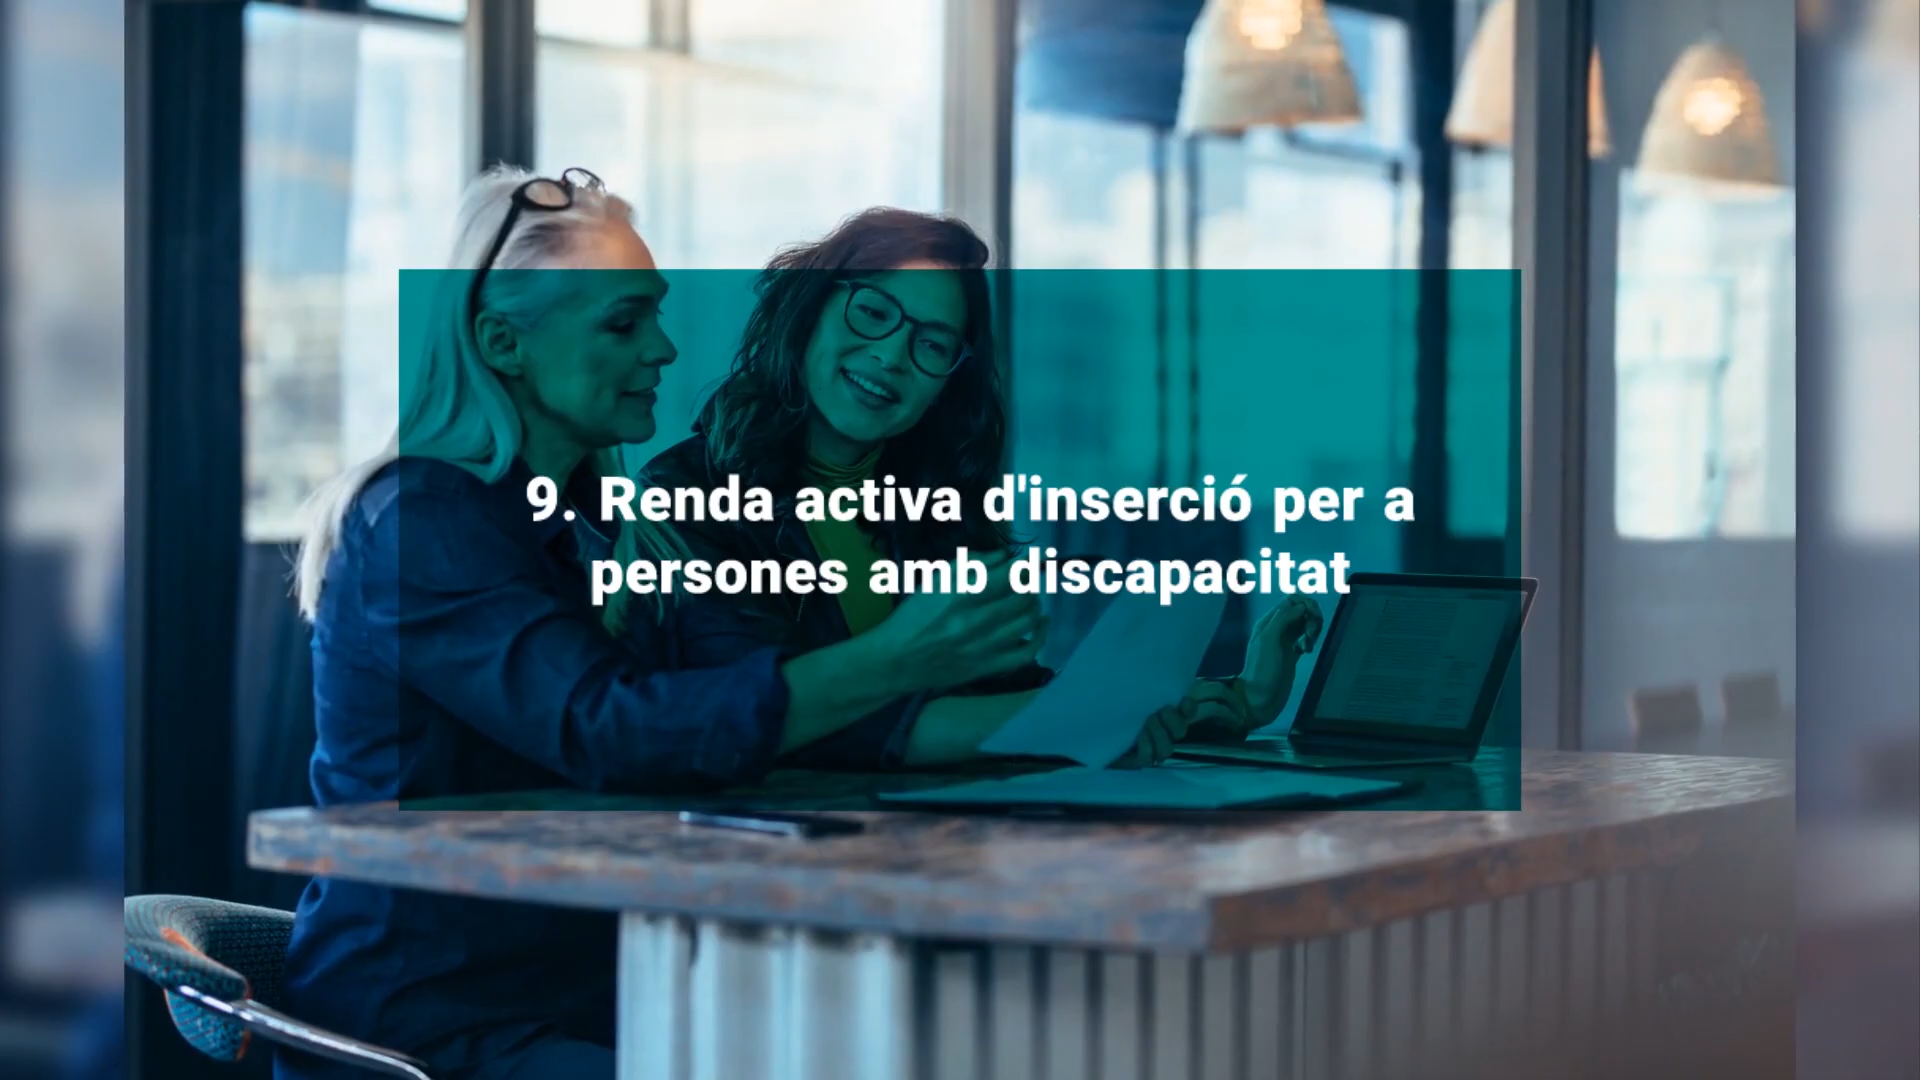 9. Renda activa d'inserció per a
persones amb discapacitat